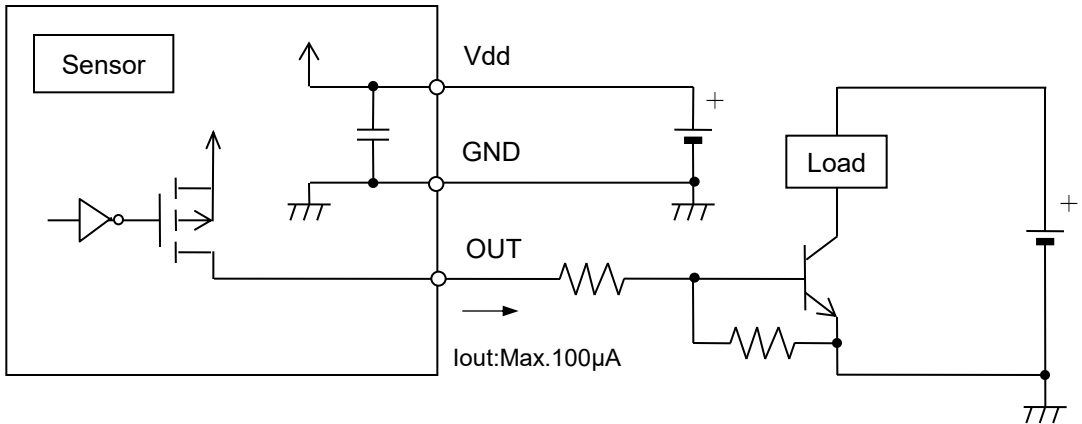 Sensor
Vdd
+
GND
Load
+
OUT
Iout:Max.100µA